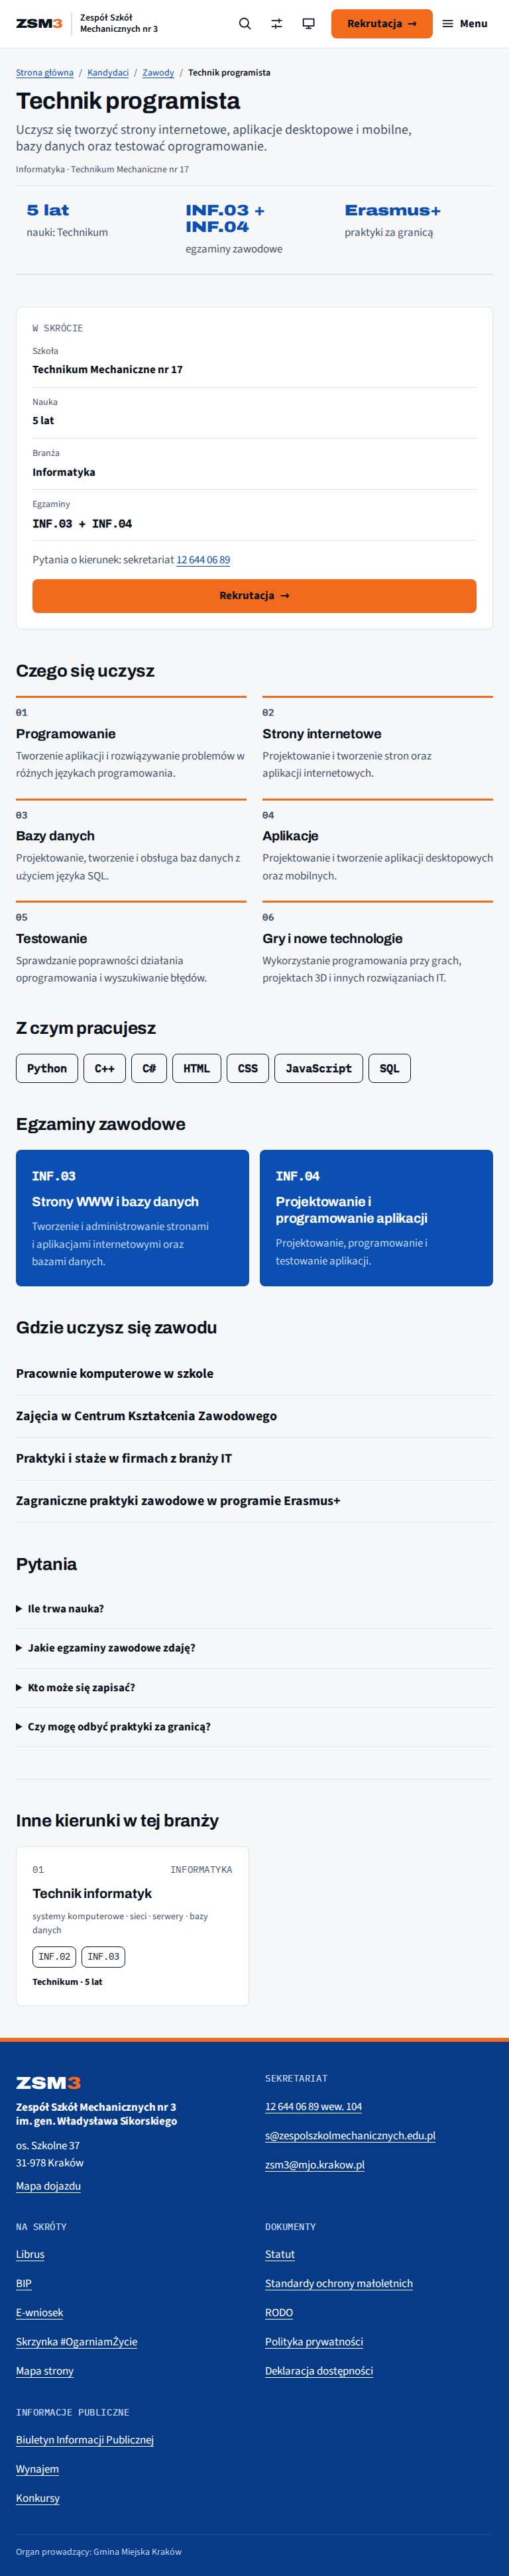 ZSM3
Zespół Szkół
Mechanicznych nr 3
Rekrutacja →
Menu
Strona główna / Kandydaci / Zawody / Technik programista
Technik programista
Uczysz się tworzyć strony internetowe, aplikacje desktopowe i mobilne,
bazy danych oraz testować oprogramowanie.
Informatyka · Technikum Mechaniczne nr 17
5 lat
nauki: Technikum
INF.03 +
INF.04
egzaminy zawodowe
Erasmus+
praktyki za granicą
W SKRÓCIE
Szkoła
Technikum Mechaniczne nr 17
Nauka
5 lat
Branża
Informatyka
Egzaminy
INF.03 + INF.04
Pytania o kierunek: sekretariat 12 644 06 89
Rekrutacja →
Czego się uczysz
01
Programowanie
Tworzenie aplikacji i rozwiązywanie problemów w
różnych językach programowania.
02
Strony internetowe
Projektowanie i tworzenie stron oraz
aplikacji internetowych.
03
Bazy danych
Projektowanie, tworzenie i obsługa baz danych z
użyciem języka SQL.
04
Aplikacje
Projektowanie i tworzenie aplikacji desktopowych
oraz mobilnych.
05
Testowanie
Sprawdzanie poprawności działania
oprogramowania i wyszukiwanie błędów.
06
Gry i nowe technologie
Wykorzystanie programowania przy grach,
projektach 3D i innych rozwiązaniach IT.
Z czym pracujesz
Python
C++
C#
HTML
CSS
JavaScript
SQL
Egzaminy zawodowe
INF.03
Strony WWW i bazy danych
Tworzenie i administrowanie stronami
i aplikacjami internetowymi oraz
bazami danych.
INF.04
Projektowanie i
programowanie aplikacji
Projektowanie, programowanie i
testowanie aplikacji.
Gdzie uczysz się zawodu
Pracownie komputerowe w szkole
Zajęcia w Centrum Kształcenia Zawodowego
Praktyki i staże w firmach z branży IT
Zagraniczne praktyki zawodowe w programie Erasmus+
Pytania
Ile trwa nauka?
Jakie egzaminy zawodowe zdaję?
Kto może się zapisać?
Czy mogę odbyć praktyki za granicą?
Inne kierunki w tej branży
01
INFORMATYKA
Technik informatyk
systemy komputerowe · sieci · serwery · bazy
danych
INF.02
INF.03
Technikum · 5 lat
ZSM3
Zespół Szkół Mechanicznych nr 3
im. gen. Władysława Sikorskiego
os. Szkolne 37
31-978 Kraków
Mapa dojazdu
SEKRETARIAT
12 644 06 89 wew. 104
s@zespolszkolmechanicznych.edu.pl
zsm3@mjo.krakow.pl
NA SKRÓTY
Librus
BIP
E-wniosek
Skrzynka #OgarniamŻycie
Mapa strony
DOKUMENTY
Statut
Standardy ochrony małoletnich
RODO
Polityka prywatności
Deklaracja dostępności
INFORMACJE PUBLICZNE
Biuletyn Informacji Publicznej
Wynajem
Konkursy
Organ prowadzący: Gmina Miejska Kraków